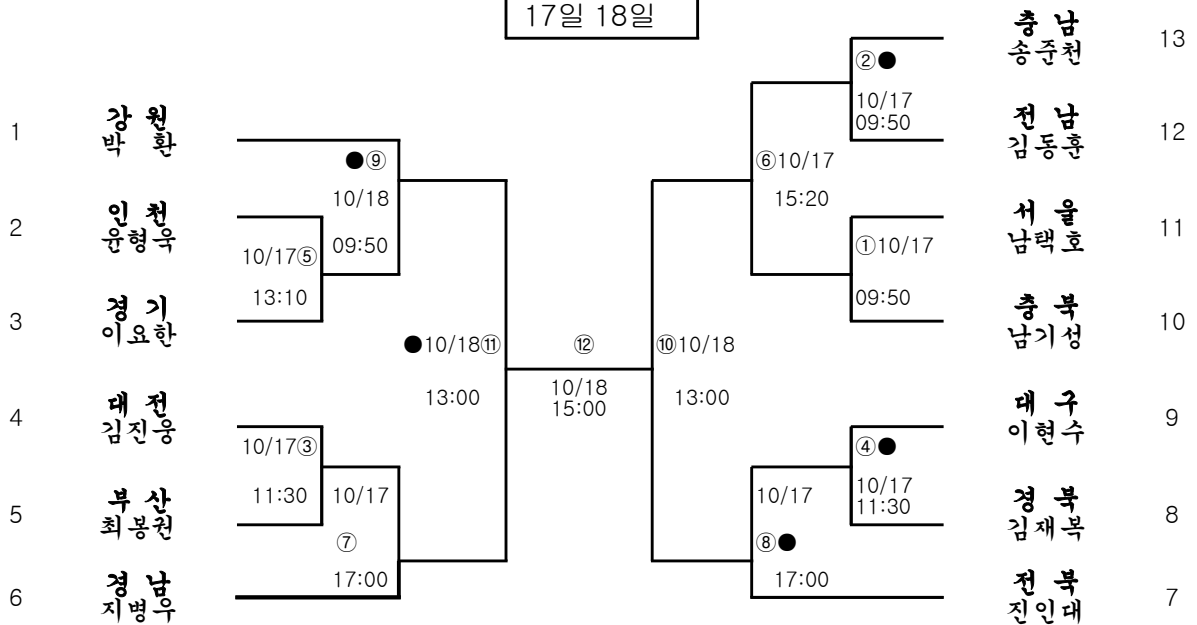 17일 18일
1
강 원
박 환
●⑨
10/18
09:50
2
인 천
윤형욱
10/17⑤
13:10
3
경 기
이요한
●10/18⑪
13:00
4
대 전
김진웅
10/17③
11:30
5
부 산
최봉권
10/17
⑦
17:00
6
경 남
지병우
⑫
10/18
15:00
충 남
송준천
13
②●
10/17
09:50
전 남
김동훈
12
⑥10/17
15:20
서 울
남택호
11
①10/17
09:50
충 북
남기성
10
⑩10/18
13:00
대 구
이현수
9
④●
10/17
11:30
경 북
김재복
8
10/17
⑧●
17:00
전 북
진인대
7